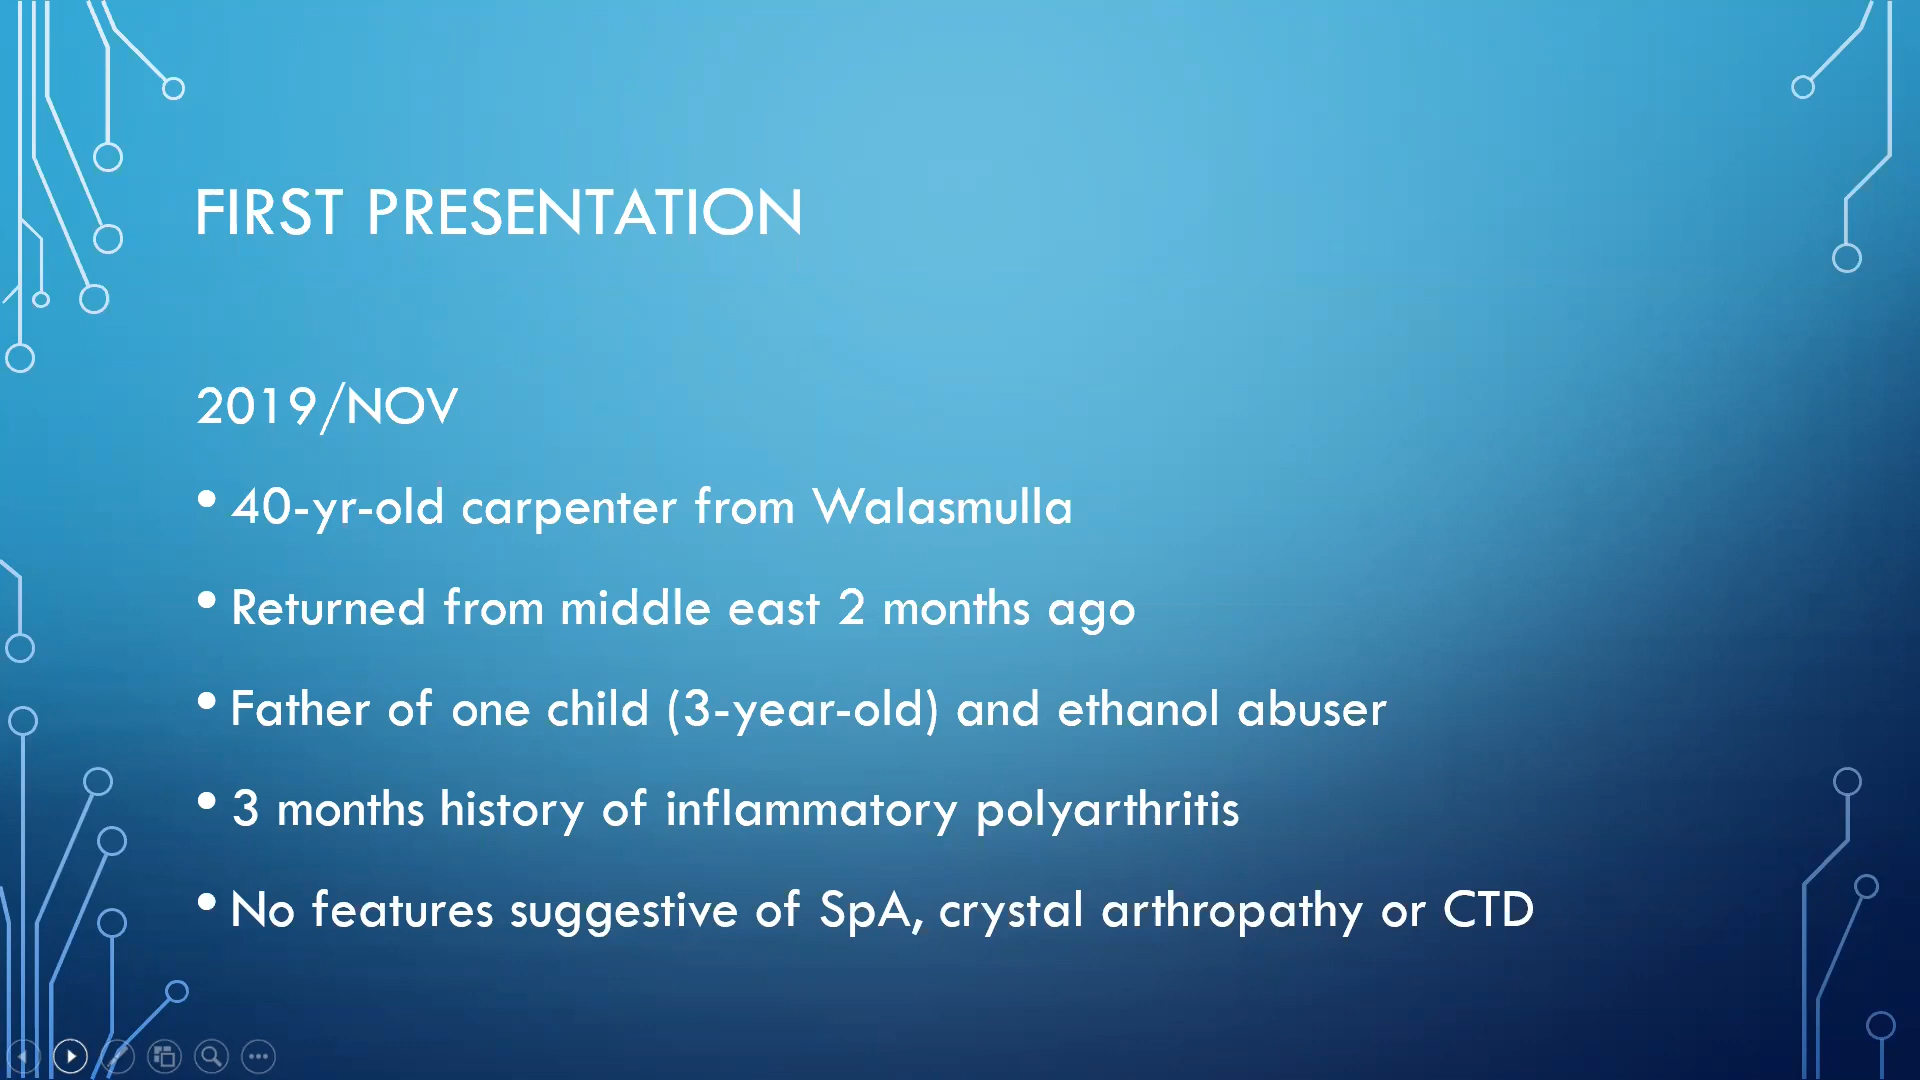 FIRST PRESENTATION
2019/NOV
• 40-yr-old carpenter from Walasmulla
• Returned from middle east 2 months ago
• Father of one child (3-year-old) and ethanol abuser
• 3 months history of inflammatory polyarthritis
• No features suggestive of SpA, crystal arthropathy or CTD